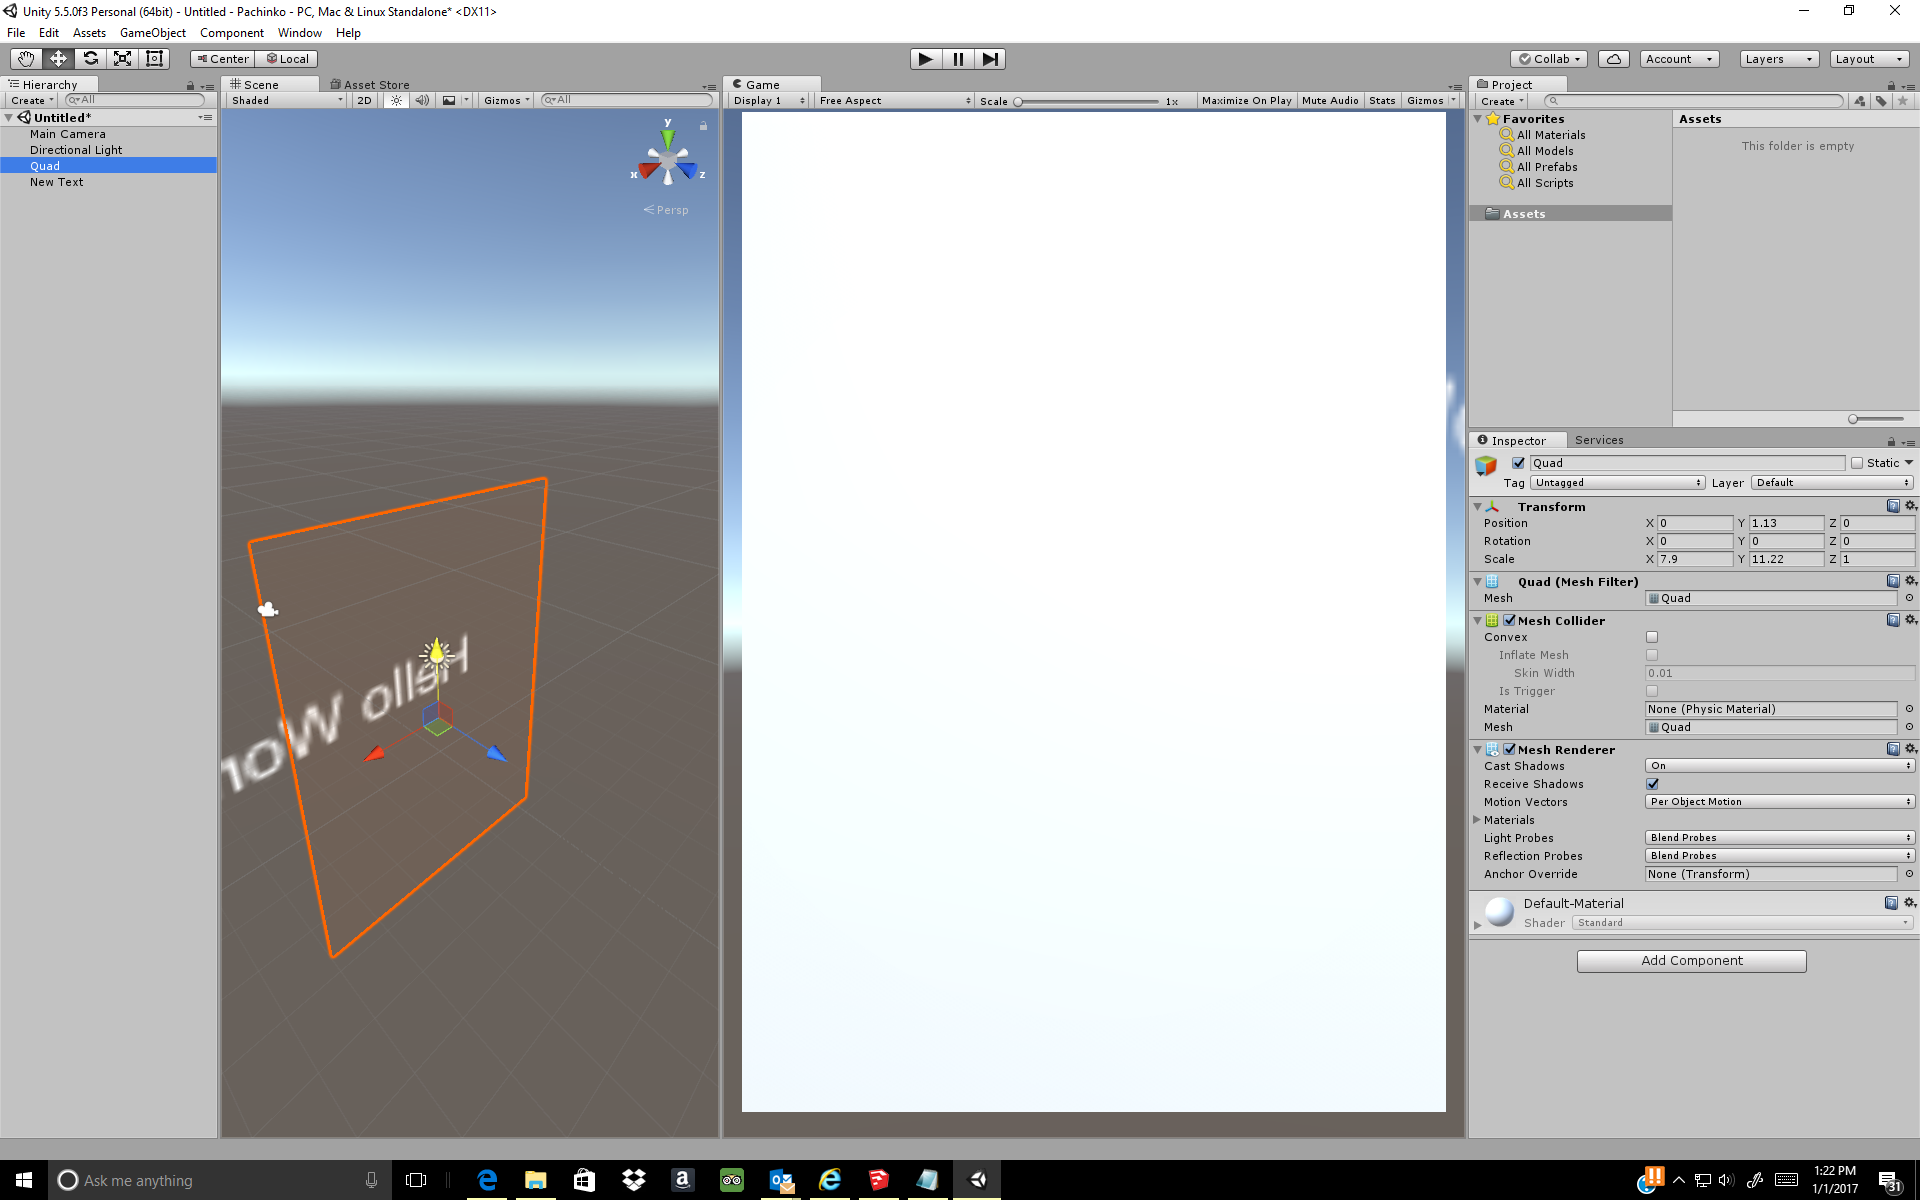 Unity 5.5.0f3 Personal (64bit) - Untitled - Pachinko - PC, Mac & Linux Standalone* <DX11>
File Edit Assets GameObject Component Window Help
Center Local
Collab Account Layers Layout
Hierarchy
Create All
Untitled*
Main Camera
Directional Light
Quad
New Text
Scene Asset Store
Shaded 2D Gizmos All
y
x z
Persp
Hello Wor
Game
Display 1 Free Aspect Scale 1x Maximize On Play Mute Audio Stats Gizmos
Project
Create
Favorites
All Materials
All Models
All Prefabs
All Scripts
Assets
Assets
This folder is empty
Inspector Services
Quad Static
Tag Untagged Layer Default
Transform
Position X 0 Y 1.13 Z 0
Rotation X 0 Y 0 Z 0
Scale X 7.9 Y 11.22 Z 1
Quad (Mesh Filter)
Mesh Quad
Mesh Collider
Convex
Inflate Mesh
Skin Width 0.01
Is Trigger
Material None (Physic Material)
Mesh Quad
Mesh Renderer
Cast Shadows On
Receive Shadows
Motion Vectors Per Object Motion
Materials
Light Probes Blend Probes
Reflection Probes Blend Probes
Anchor Override None (Transform)
Default-Material
Shader Standard
Add Component
Ask me anything
1:22 PM
1/1/2017
31